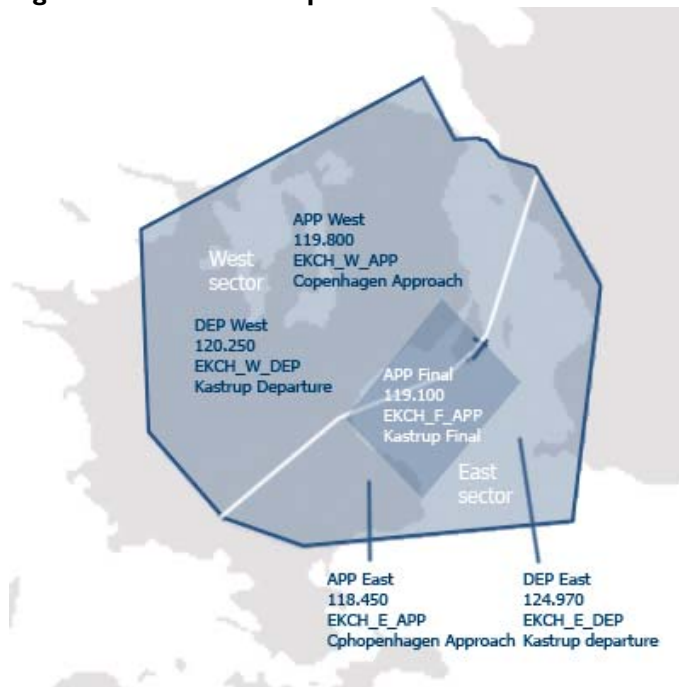 APP West
119.800
EKCH_W_APP
Copenhagen Approach
West
sector
DEP West
120.250
EKCH_W_DEP
Kastrup Departure
APP Final
119.100
EKCH_F_APP
Kastrup Final
East
sector
APP East
118.450
EKCH_E_APP
Cphopenhagen Approach
DEP East
124.970
EKCH_E_DEP
Kastrup departure